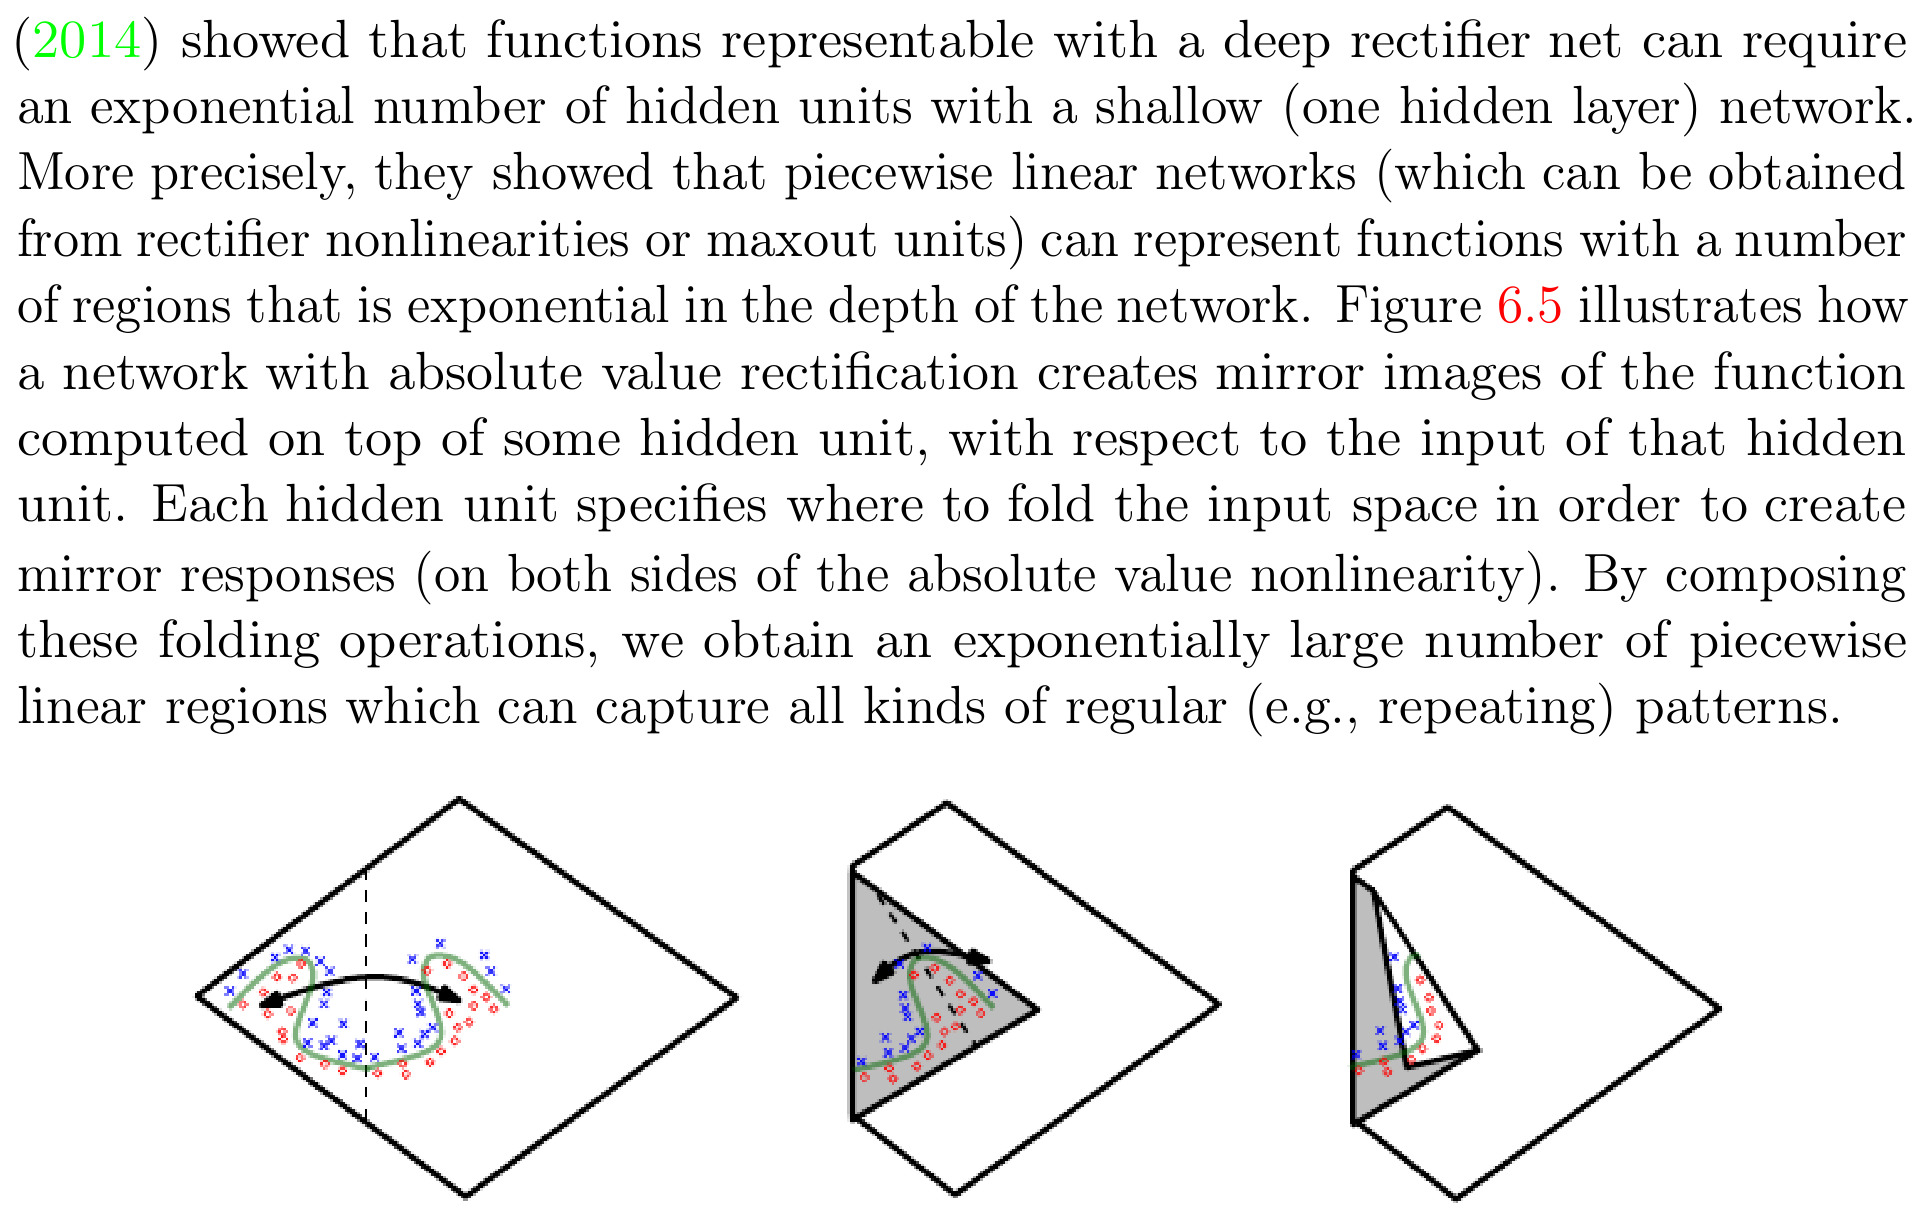 (2014) showed that functions representable with a deep rectifier net can require
an exponential number of hidden units with a shallow (one hidden layer) network.
More precisely, they showed that piecewise linear networks (which can be obtained
from rectifier nonlinearities or maxout units) can represent functions with a number
of regions that is exponential in the depth of the network. Figure 6.5 illustrates how
a network with absolute value rectification creates mirror images of the function
computed on top of some hidden unit, with respect to the input of that hidden
unit. Each hidden unit specifies where to fold the input space in order to create
mirror responses (on both sides of the absolute value nonlinearity). By composing
these folding operations, we obtain an exponentially large number of piecewise
linear regions which can capture all kinds of regular (e.g., repeating) patterns.